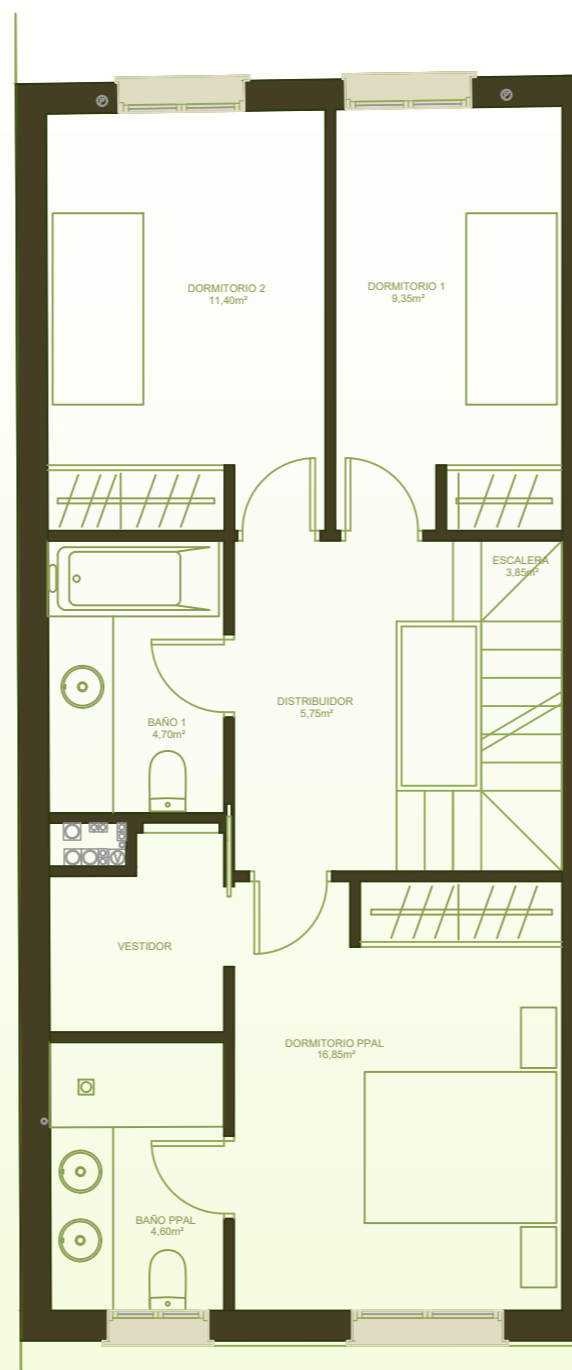 DORMITORIO 2
11,40m²
DORMITORIO 1
9,35m²
ESCALERA
3,85m²
DISTRIBUIDOR
5,75m²
BAÑO 1
4,70m²
VESTIDOR
DORMITORIO PPAL
16,85m²
BAÑO PPAL
4,60m²